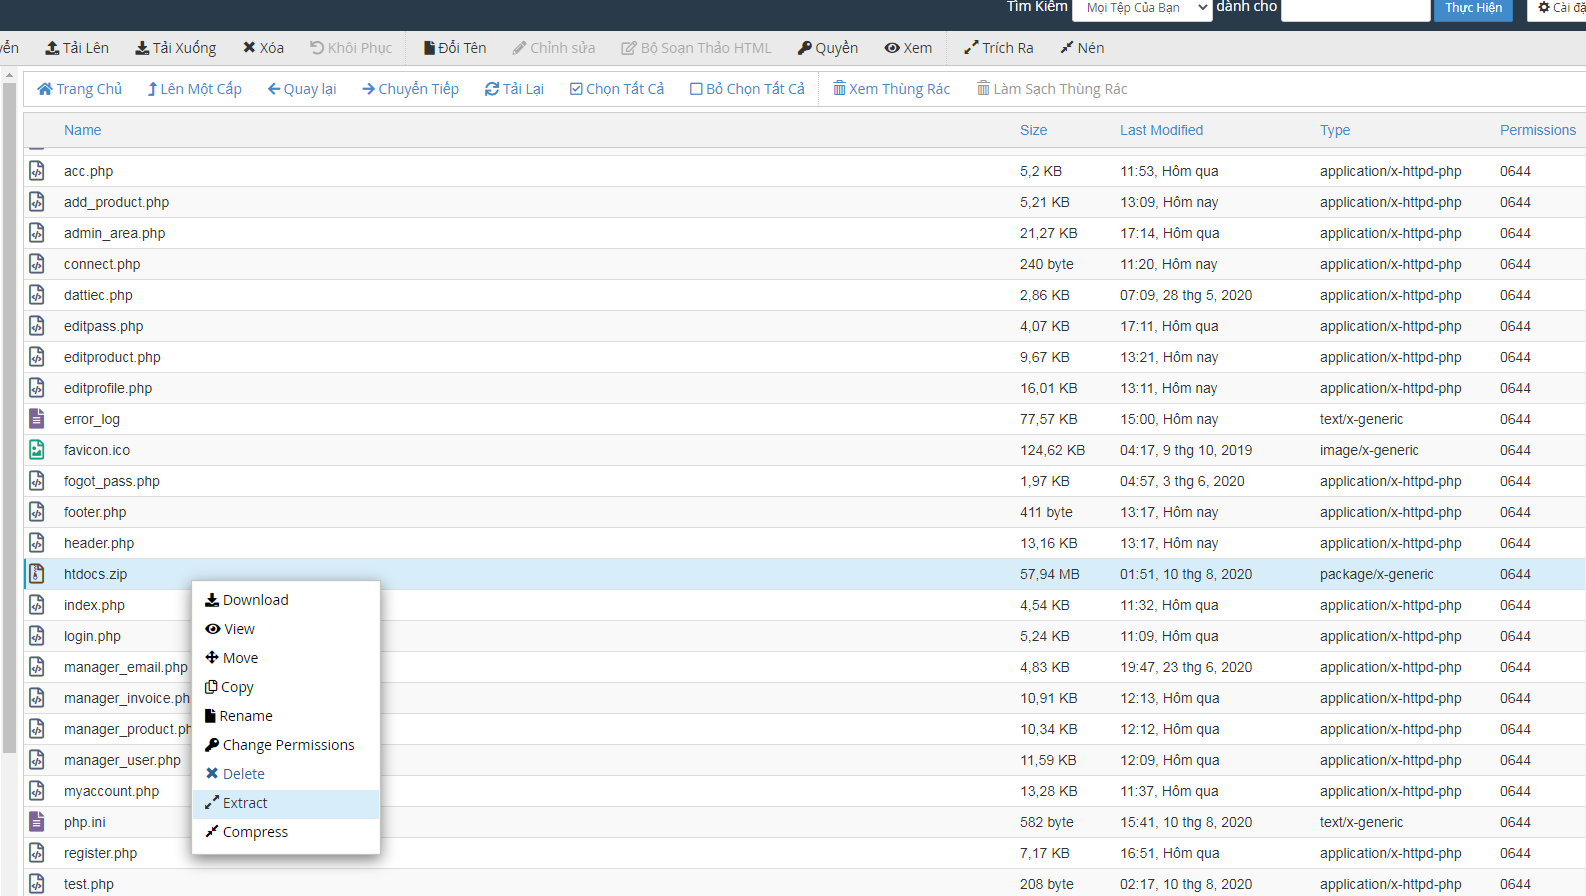 Tìm Kiếm Mọi Tệp Của Bạn dành cho Thực Hiện Cài đặ
ển Tải Lên Tải Xuống Xóa Khôi Phục Đổi Tên Chỉnh sửa Bộ Soạn Thảo HTML Quyền Xem Trích Ra Nén
Trang Chủ Lên Một Cấp Quay lại Chuyển Tiếp Tải Lại Chọn Tất Cả Bỏ Chọn Tất Cả Xem Thùng Rác Làm Sạch Thùng Rác
Name Size Last Modified Type Permissions
acc.php 5,2 KB 11:53, Hôm qua application/x-httpd-php 0644
add_product.php 5,21 KB 13:09, Hôm nay application/x-httpd-php 0644
admin_area.php 21,27 KB 17:14, Hôm qua application/x-httpd-php 0644
connect.php 240 byte 11:20, Hôm nay application/x-httpd-php 0644
dattiec.php 2,86 KB 07:09, 28 thg 5, 2020 application/x-httpd-php 0644
editpass.php 4,07 KB 17:11, Hôm qua application/x-httpd-php 0644
editproduct.php 9,67 KB 13:21, Hôm nay application/x-httpd-php 0644
editprofile.php 16,01 KB 13:11, Hôm nay application/x-httpd-php 0644
error_log 77,57 KB 15:00, Hôm nay text/x-generic 0644
favicon.ico 124,62 KB 04:17, 9 thg 10, 2019 image/x-generic 0644
fogot_pass.php 1,97 KB 04:57, 3 thg 6, 2020 application/x-httpd-php 0644
footer.php 411 byte 13:17, Hôm nay application/x-httpd-php 0644
header.php 13,16 KB 13:17, Hôm nay application/x-httpd-php 0644
htdocs.zip 57,94 MB 01:51, 10 thg 8, 2020 package/x-generic 0644
index.php 4,54 KB 11:32, Hôm qua application/x-httpd-php 0644
login.php 5,24 KB 11:09, Hôm qua application/x-httpd-php 0644
manager_email.php 4,83 KB 19:47, 23 thg 6, 2020 application/x-httpd-php 0644
manager_invoice.ph 10,91 KB 12:13, Hôm qua application/x-httpd-php 0644
manager_product.ph 10,34 KB 12:12, Hôm qua application/x-httpd-php 0644
manager_user.php 11,59 KB 12:09, Hôm qua application/x-httpd-php 0644
myaccount.php 13,28 KB 11:37, Hôm qua application/x-httpd-php 0644
php.ini 582 byte 15:41, 10 thg 8, 2020 text/x-generic 0644
register.php 7,17 KB 16:51, Hôm qua application/x-httpd-php 0644
test.php 208 byte 02:17, 10 thg 8, 2020 application/x-httpd-php 0644
Download
View
Move
Copy
Rename
Change Permissions
Delete
Extract
Compress